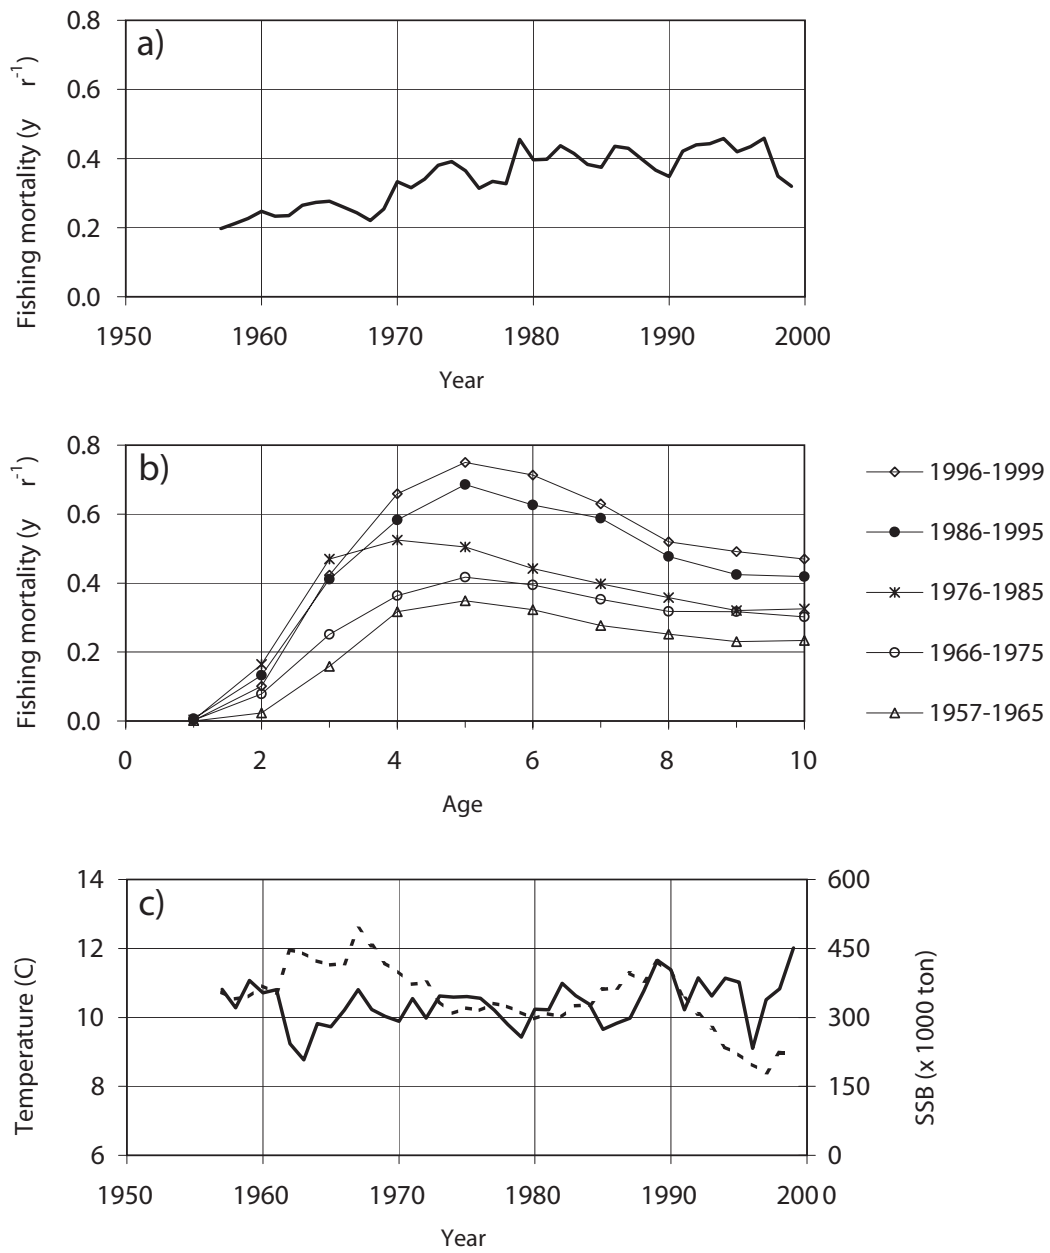 a)
Fishing mortality (y r-1)
0.8
0.6
0.4
0.2
0.0
1950 1960 1970 1980 1990 2000
Year
b)
Fishing mortality (y r-1)
0.8
0.6
0.4
0.2
0.0
0 2 4 6 8 10
Age
1996-1999
1986-1995
1976-1985
1966-1975
1957-1965
c)
Temperature (C)
14
12
10
8
6
600
450
300
150
0
SSB (x 1000 ton)
1950 1960 1970 1980 1990 2000
Year